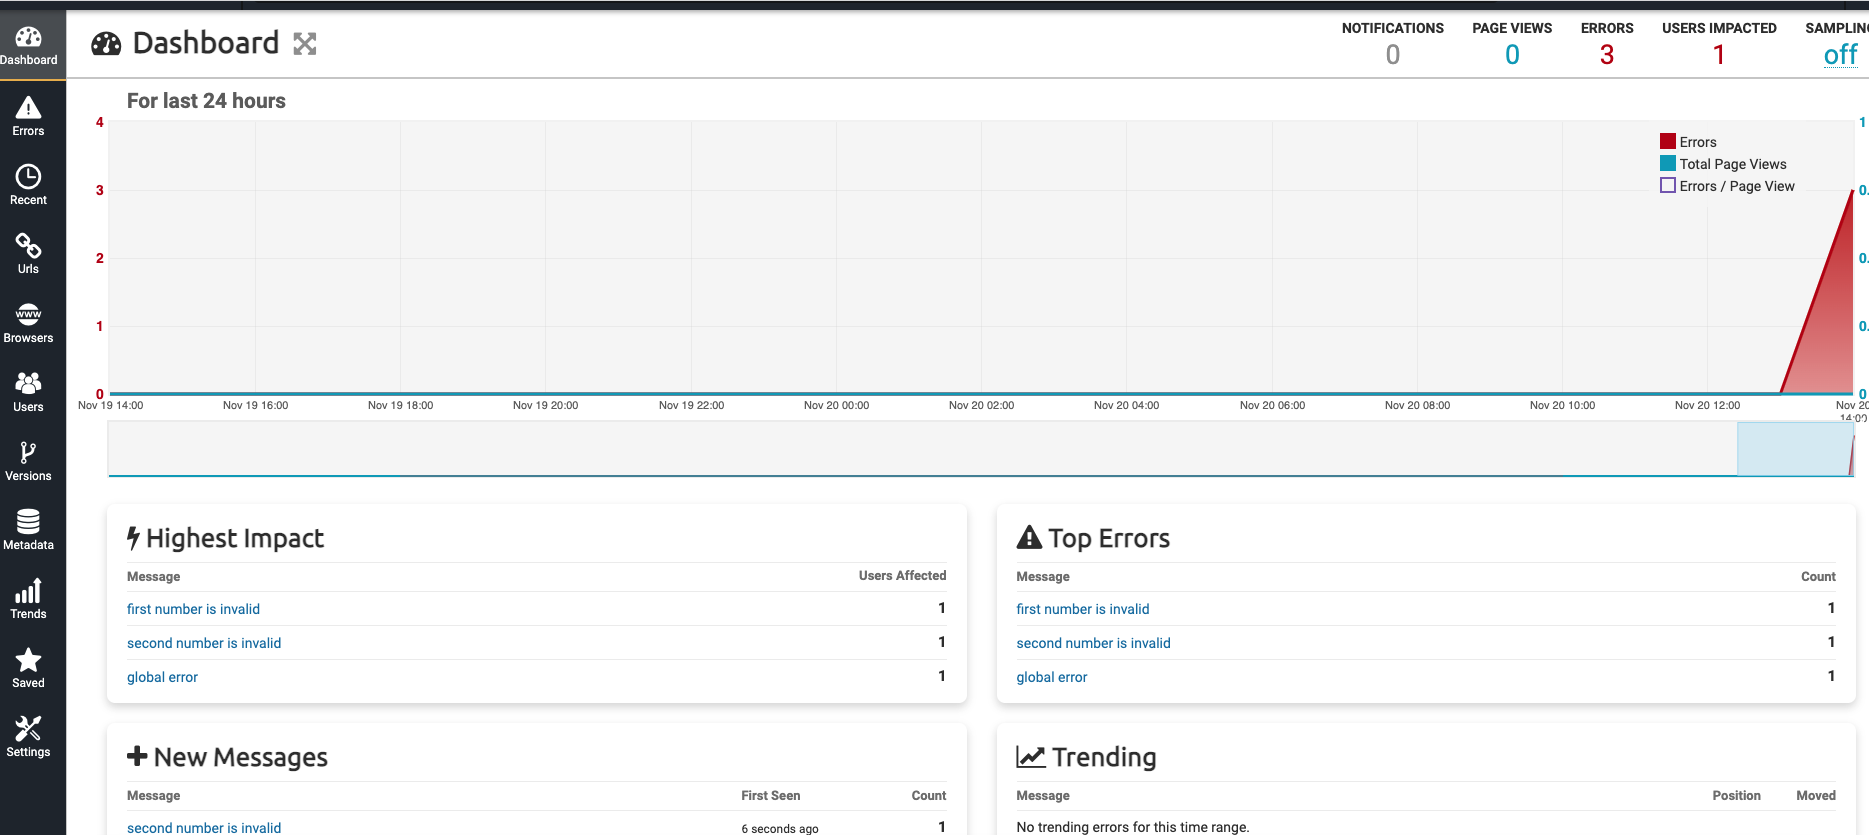 Dashboard
Errors
Recent
Urls
www
Browsers
Users
Versions
Metadata
Trends
Saved
Settings
Dashboard
NOTIFICATIONS PAGE VIEWS ERRORS USERS IMPACTED SAMPLING
0 0 3 1 off
For last 24 hours
4 1
3 0.
2 0.
1 0.
0 0
Errors
Total Page Views
Errors / Page View
Nov 19 14:00 Nov 19 16:00 Nov 19 18:00 Nov 19 20:00 Nov 19 22:00 Nov 20 00:00 Nov 20 02:00 Nov 20 04:00 Nov 20 06:00 Nov 20 08:00 Nov 20 10:00 Nov 20 12:00 Nov 20
14:00
Highest Impact
Message Users Affected
first number is invalid 1
second number is invalid 1
global error 1
Top Errors
Message Count
first number is invalid 1
second number is invalid 1
global error 1
New Messages
Message First Seen Count
second number is invalid 6 seconds ago 1
Trending
Message Position Moved
No trending errors for this time range.